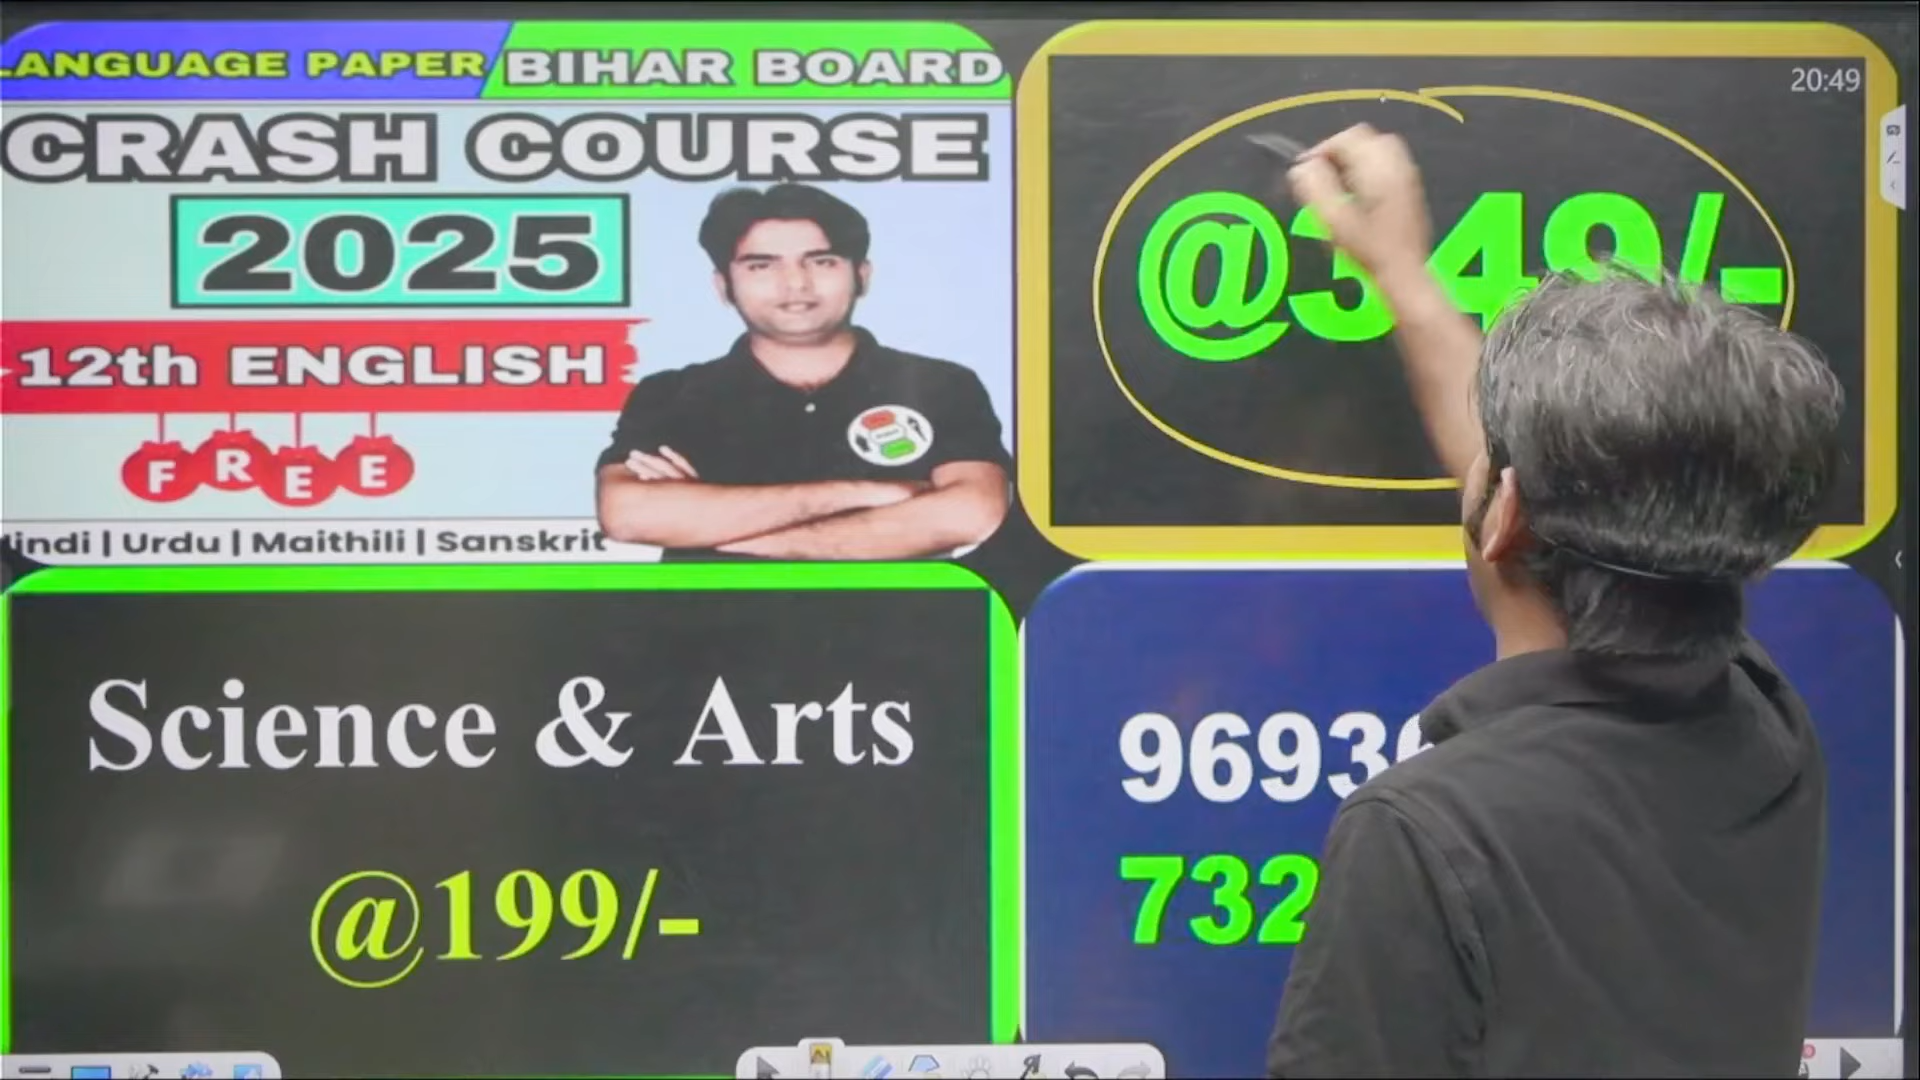 LANGUAGE PAPER
BIHAR BOARD
CRASH COURSE
2025
12th ENGLISH
FREE
Hindi | Urdu | Maithili | Sanskrit
20:49
@349/-
Science & Arts
@199/-
9693
732